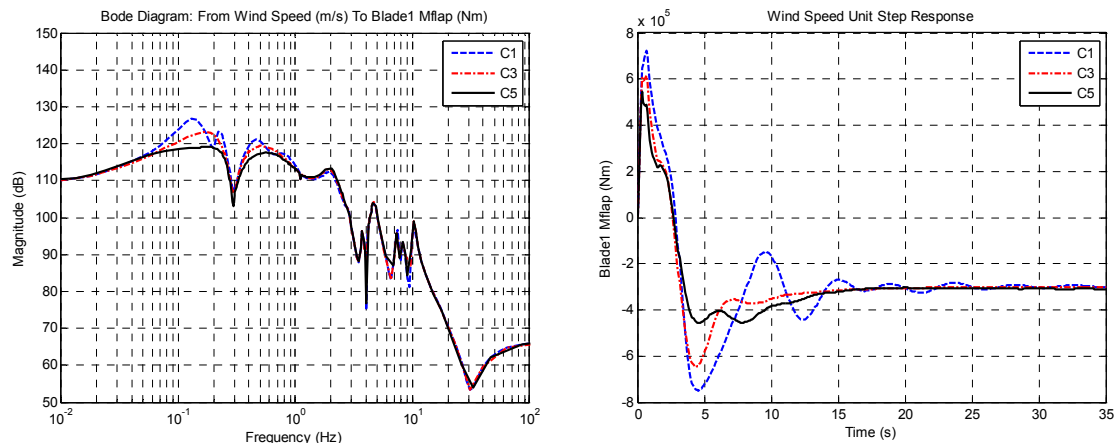 Bode Diagram: From Wind Speed (m/s) To Blade1 Mflap (Nm)
150
140
130
120
110
100
90
80
70
60
50
Magnitude (dB)
C1
C3
C5
10^-2
10^-1
10^0
10^1
10^2
Frequency (Hz)
Wind Speed Unit Step Response
x 10^5
8
6
4
2
0
-2
-4
-6
-8
Blade1 Mflap (Nm)
C1
C3
C5
0
5
10
15
20
25
30
35
Time (s)